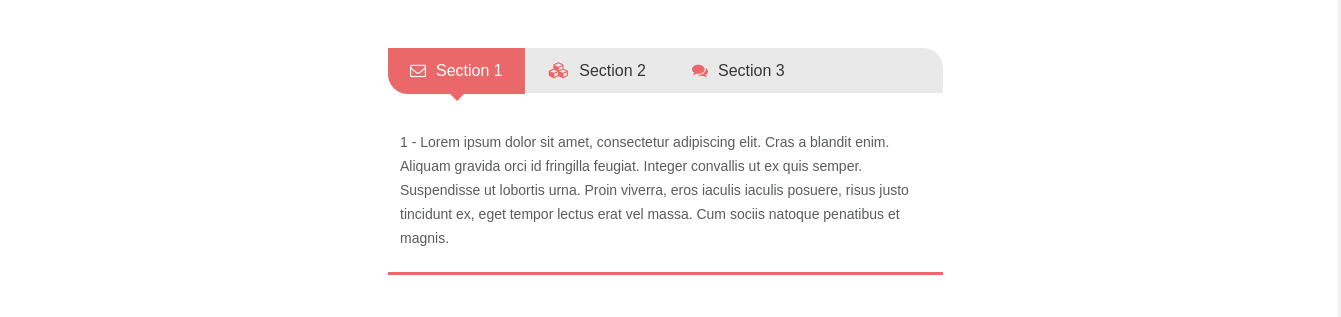 Section 1 Section 2 Section 3
1 - Lorem ipsum dolor sit amet, consectetur adipiscing elit. Cras a blandit enim.
Aliquam gravida orci id fringilla feugiat. Integer convallis ut ex quis semper.
Suspendisse ut lobortis urna. Proin viverra, eros iaculis iaculis posuere, risus justo
tincidunt ex, eget tempor lectus erat vel massa. Cum sociis natoque penatibus et
magnis.